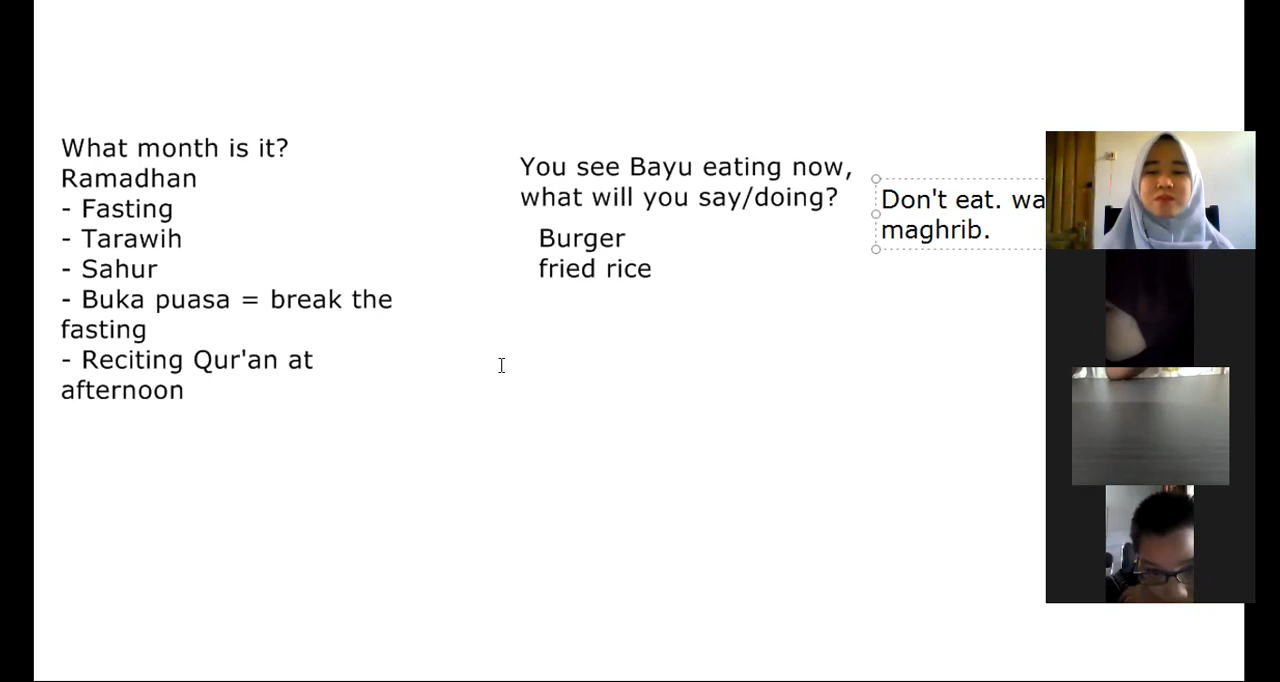 What month is it?
Ramadhan
- Fasting
- Tarawih
- Sahur
- Buka puasa = break the
fasting
- Reciting Qur'an at
afternoon
You see Bayu eating now,
what will you say/doing?
Burger
fried rice
Don't eat.
maghrib.